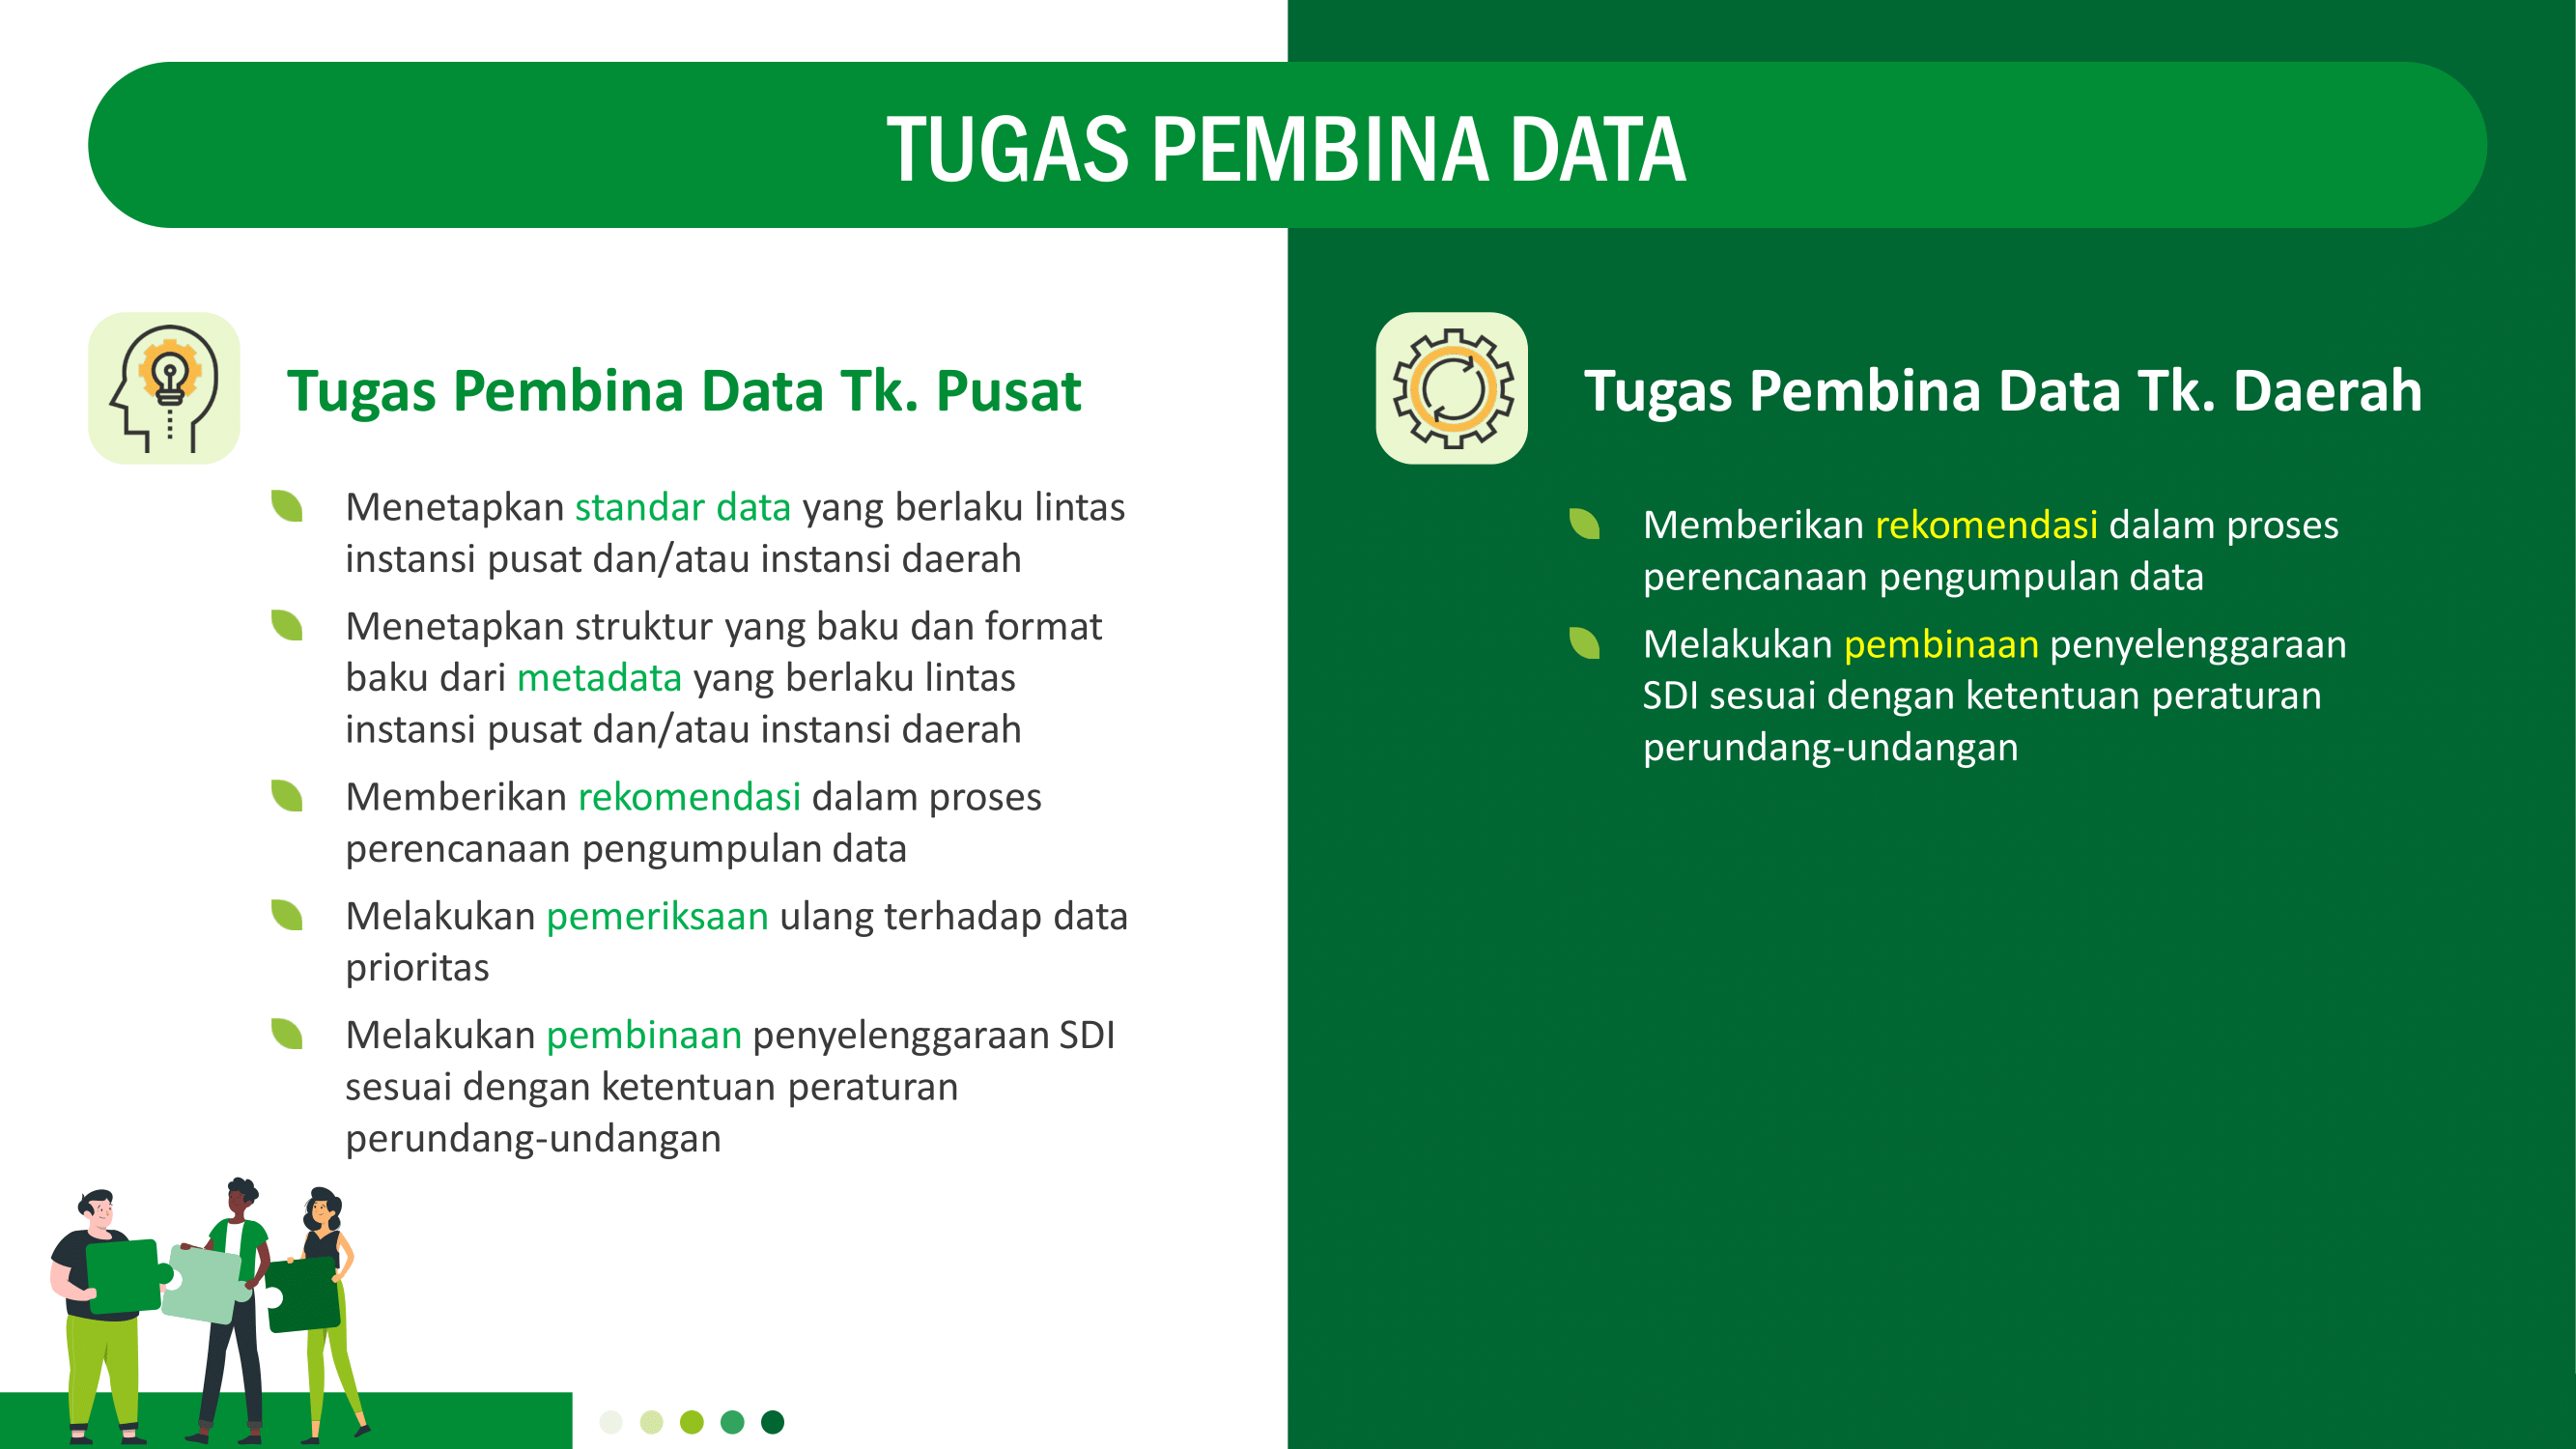 TUGAS PEMBINA DATA
Tugas Pembina Data Tk. Pusat
Menetapkan standar data yang berlaku lintas
instansi pusat dan/atau instansi daerah
Menetapkan struktur yang baku dan format
baku dari metadata yang berlaku lintas
instansi pusat dan/atau instansi daerah
Memberikan rekomendasi dalam proses
perencanaan pengumpulan data
Melakukan pemeriksaan ulang terhadap data
prioritas
Melakukan pembinaan penyelenggaraan SDI
sesuai dengan ketentuan peraturan
perundang-undangan
Tugas Pembina Data Tk. Daerah
Memberikan rekomendasi dalam proses
perencanaan pengumpulan data
Melakukan pembinaan penyelenggaraan
SDI sesuai dengan ketentuan peraturan
perundang-undangan